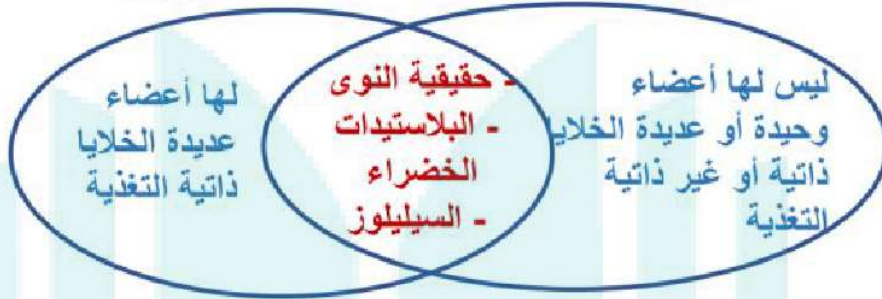 ليس لها أعضاء
وحيدة أو عديدة الخلايا
ذاتية أو غير ذاتية
التغذية
- حقيقية النوى
- البلاستيدات
الخضراء
- السيليلوز
لها أعضاء
عديدة الخلايا
ذاتية التغذية